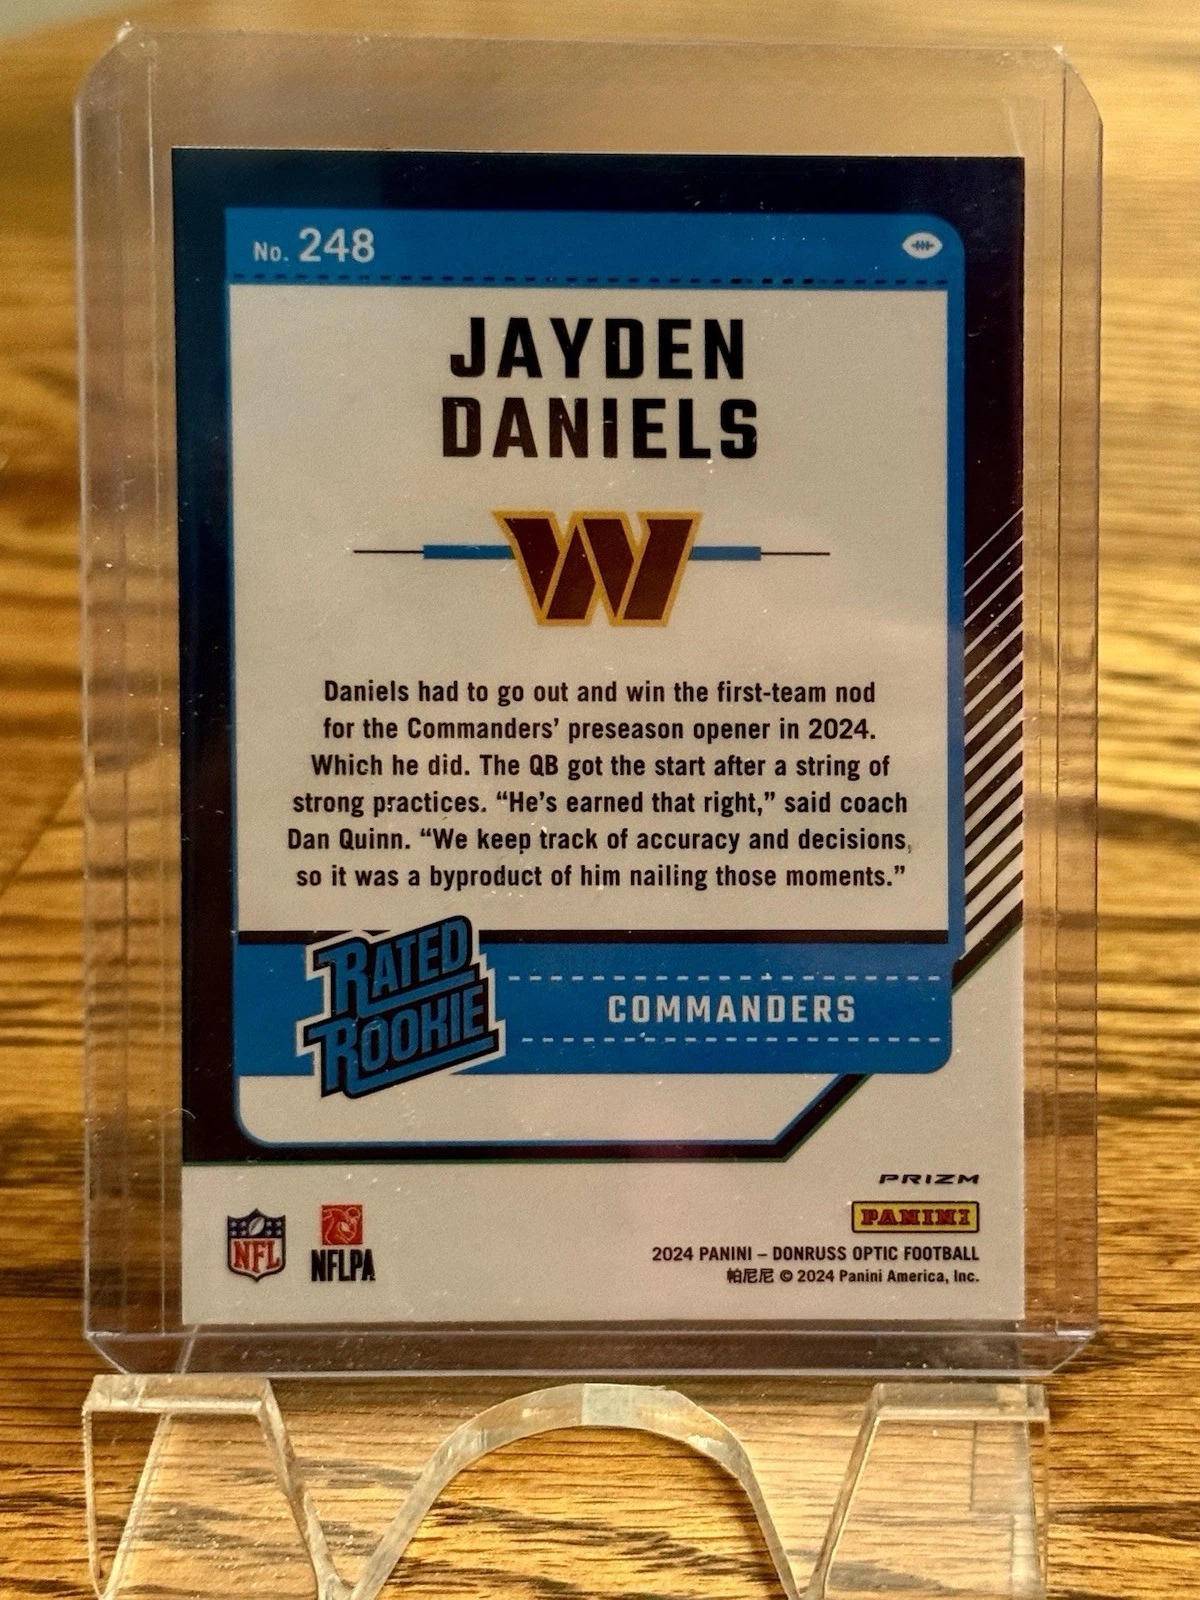 No. 248
JAYDEN
DANIELS
W
Daniels had to go out and win the first-team nod
for the Commanders’ preseason opener in 2024.
Which he did. The QB got the start after a string of
strong practices. “He’s earned that right,” said coach
Dan Quinn. “We keep track of accuracy and decisions,
so it was a byproduct of him nailing those moments.”
RATED
ROOKIE
COMMANDERS
PRIZM
PANINI
NFL
NFLPA
2024 PANINI – DONRUSS OPTIC FOOTBALL
帕尼尼 © 2024 Panini America, Inc.